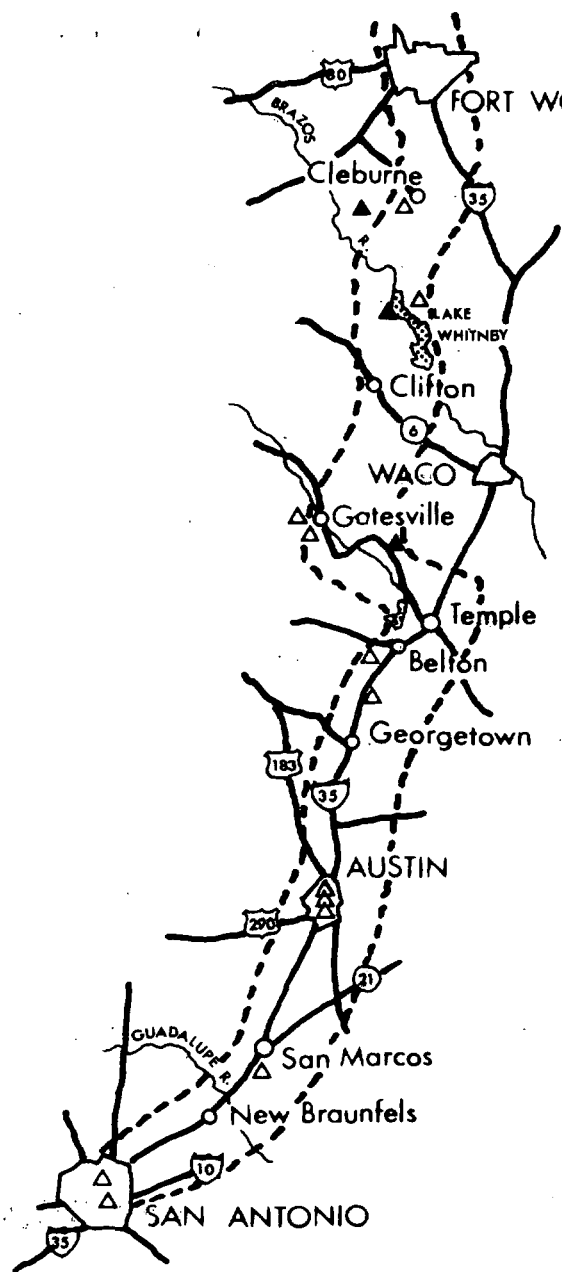 80
FORT WO
BRAZOS
R.
Cleburne
35
LAKE
WHITNEY
Clifton
6
WACO
Gatesville
Temple
Belton
Georgetown
183
35
AUSTIN
290
21
GUADALUPE R.
San Marcos
New Braunfels
10
SAN ANTONIO
35